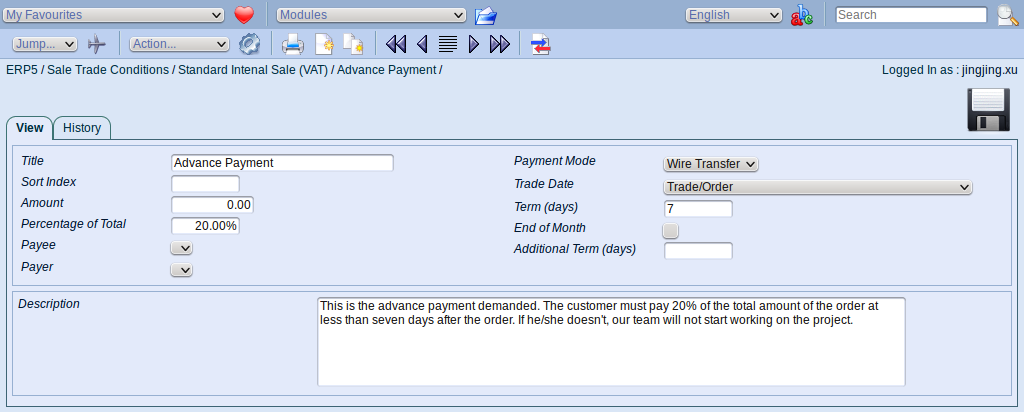 My Favourites
Modules
English
Search
Jump...
Action...
ERP5 / Sale Trade Conditions / Standard Intenal Sale (VAT) / Advance Payment /
Logged In as : jingjing.xu
View
History
Title
Advance Payment
Sort Index
Amount
0.00
Percentage of Total
20.00%
Payee
Payer
Payment Mode
Wire Transfer
Trade Date
Trade/Order
Term (days)
7
End of Month
Additional Term (days)
Description
This is the advance payment demanded. The customer must pay 20% of the total amount of the order at
less than seven days after the order. If he/she doesn't, our team will not start working on the project.